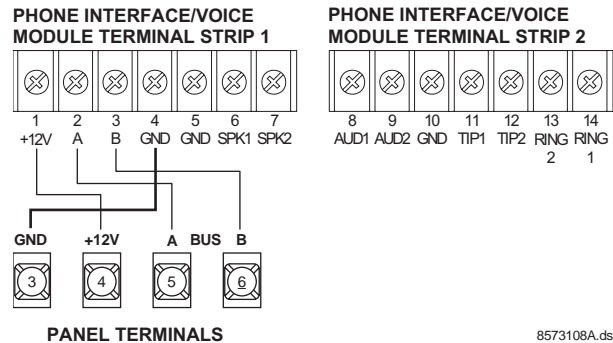 PHONE INTERFACE/VOICE
MODULE TERMINAL STRIP 1
1 2 3 4 5 6 7
+12V A B GND GND SPK1 SPK2
PHONE INTERFACE/VOICE
MODULE TERMINAL STRIP 2
8 9 10 11 12 13 14
AUD1 AUD2 GND TIP1 TIP2 RING RING
2 1
GND +12V A BUS B
3 4 5 6
PANEL TERMINALS
8573108A.ds